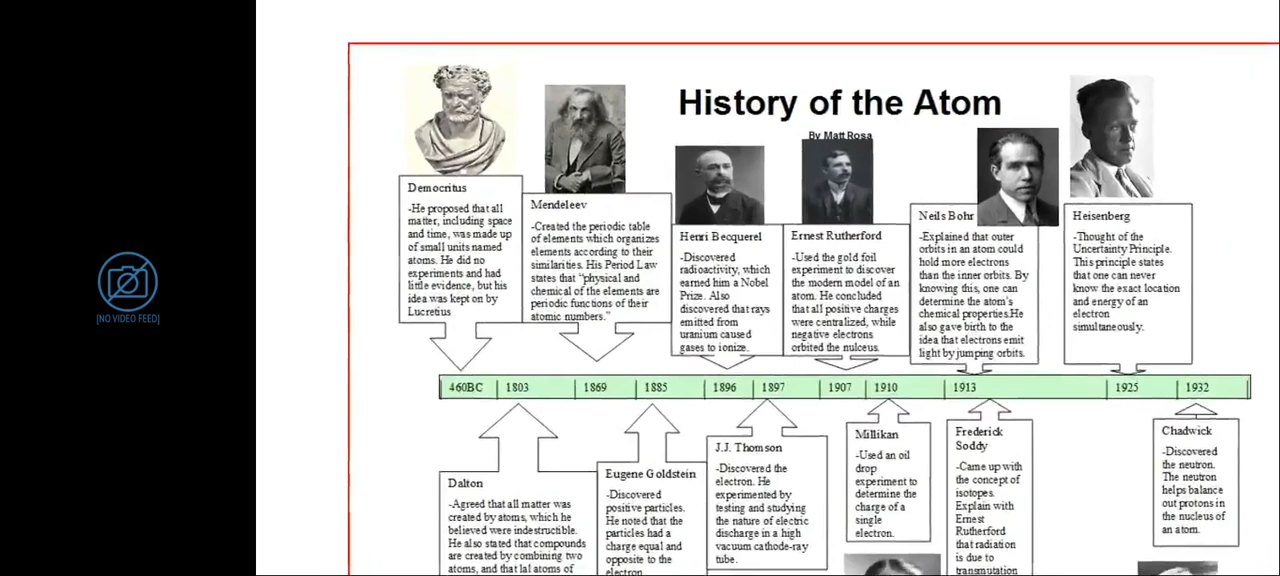 [NO VIDEO FEED]
History of the Atom
By Matt Rosa
Democritus
-He proposed that all
matter, including space
and time, was made up
of small units named
atoms. He did no
experiments and had
little evidence, but his
idea was kept on by
Lucretius
Mendeleev
-Created the periodic table
of elements which organizes
elements according to their
similarities. His Period Law
states that “physical and
chemical of the elements are
periodic functions of their
atomic numbers.”
Henri Becquerel
-Discovered
radioactivity, which
earned him a Nobel
Prize. Also
discovered that rays
emitted from
uranium caused
gases to ionize.
Ernest Rutherford
-Used the gold foil
experiment to discover
the modern model of an
atom. He concluded
that all positive charges
were centralized, while
negative electrons
orbited the nulceus.
Neils Bohr
-Explained that outer
orbits in an atom could
hold more electrons
than the inner orbits. By
knowing this, one can
determine the atom’s
chemical properties.He
also gave birth to the
idea that electrons emit
light by jumping orbits.
Heisenberg
-Thought of the
Uncertainty Principle.
This principle states
that one can never
know the exact location
and energy of an
electron
simultaneously.
460BC 1803 1869 1885 1896 1897 1907 1910 1913 1925 1932
Dalton
-Agreed that all matter was
created by atoms, which he
believed were indestructible.
He also stated that compounds
are created by combining two
atoms, and that lal atoms of
Eugene Goldstein
-Discovered
positive particles.
He noted that the
particles had a
charge equal and
opposite to the
electron.
J.J. Thomson
-Discovered the
electron. He
experimented by
testing and studying
the nature of electric
discharge in a high
vacuum cathode-ray
tube.
Millikan
-Used an oil
drop
experiment to
determine the
charge of a
single
electron.
Frederick
Soddy
-Came up with
the concept of
isotopes.
Explain with
Ernest
Rutherford
that radiation
is due to
transmutation
Chadwick
-Discovered
the neutron.
The neutron
helps balance
out protons in
the nucleus of
an atom.